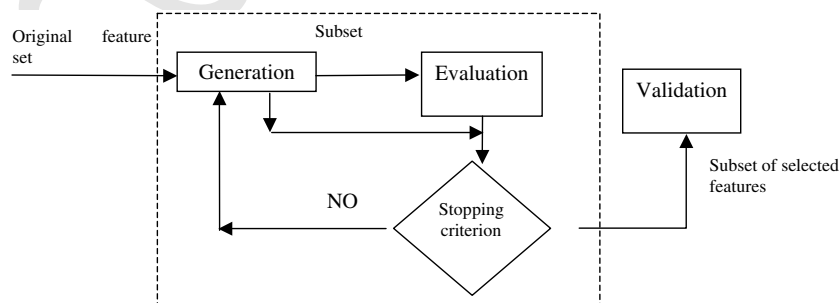 Original feature
set
Subset
Generation
Evaluation
Validation
Subset of selected
features
NO
Stopping
criterion